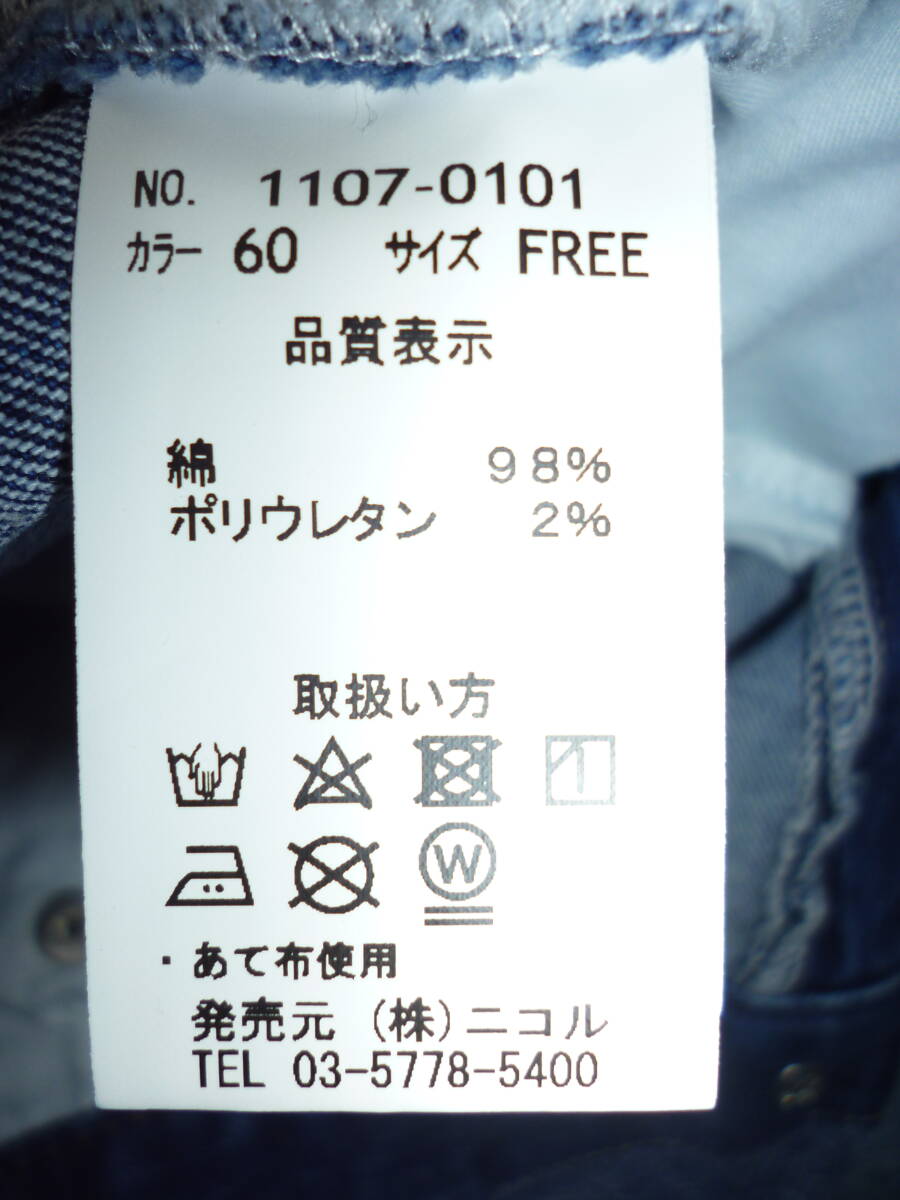 NO. 1107-0101
カラー 60 サイズ FREE
品質表示
綿 98%
ポリウレタン 2%
取扱い方
W
・あて布使用
発売元 (株)ニコル
TEL 03-5778-5400